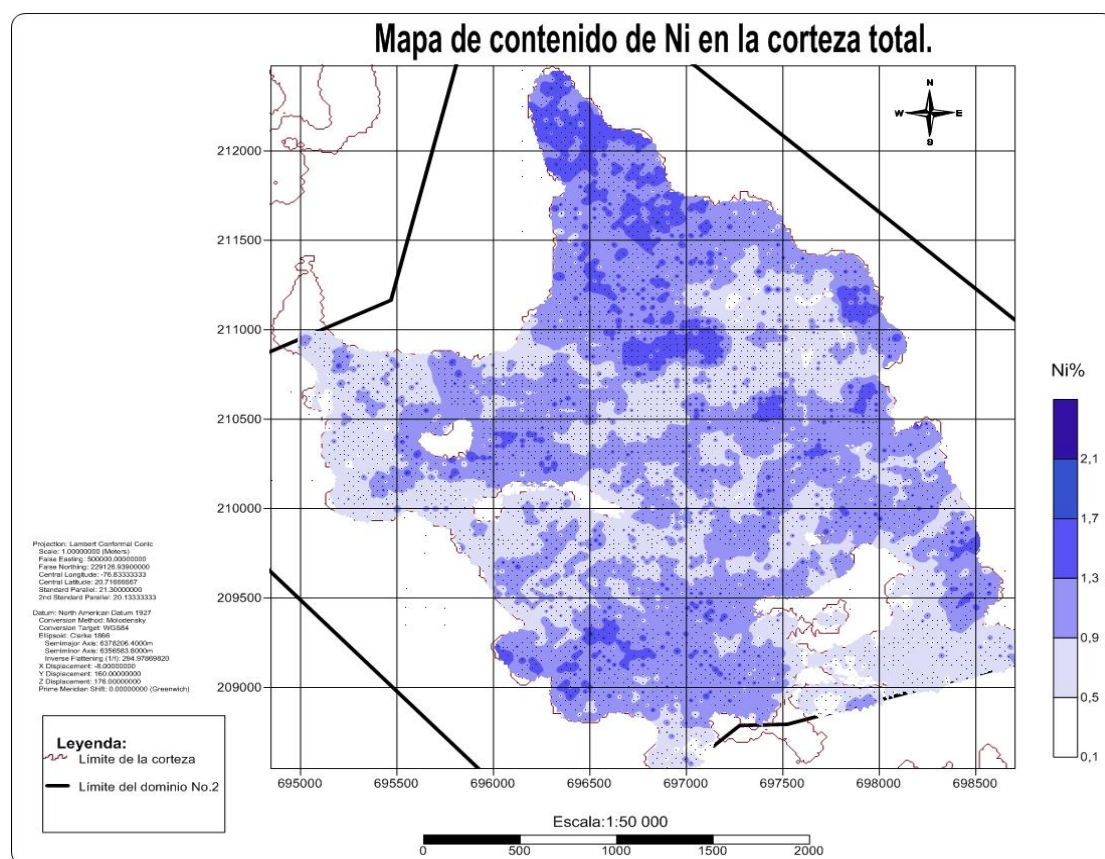 Mapa de contenido de Ni en la corteza total.
N
W E
S
212000
211500
211000
210500
210000
209500
209000
695000 695500 696000 696500 697000 697500 698000 698500
Ni%
2,1
1,7
1,3
0,9
0,5
0,1
Projection: Lambert Conformal Conic
Scale: 1.00000000 (Meters)
False Easting: 500000.00000000
False Northing: 229126.93900000
Central Longitude: -76.83333333
Central Latitude: 20.71666667
Standard Parallel: 21.30000000
2nd Standard Parallel: 20.13333333
Datum: North American Datum 1927
Conversion Method: Molodensky
Conversion Target: WGS84
Ellipsoid: Clarke 1866
Semimajor Axis: 6378206.4000m
Semiminor Axis: 6356583.8000m
Inverse Flattening (1/f): 294.97869820
X Displacement: -8.00000000
Y Displacement: 160.00000000
Z Displacement: 176.00000000
Prime Meridian Shift: 0.00000000 (Greenwich)
Leyenda:
Límite de la corteza
Límite del dominio No.2
Escala:1:50 000
0 500 1000 1500 2000